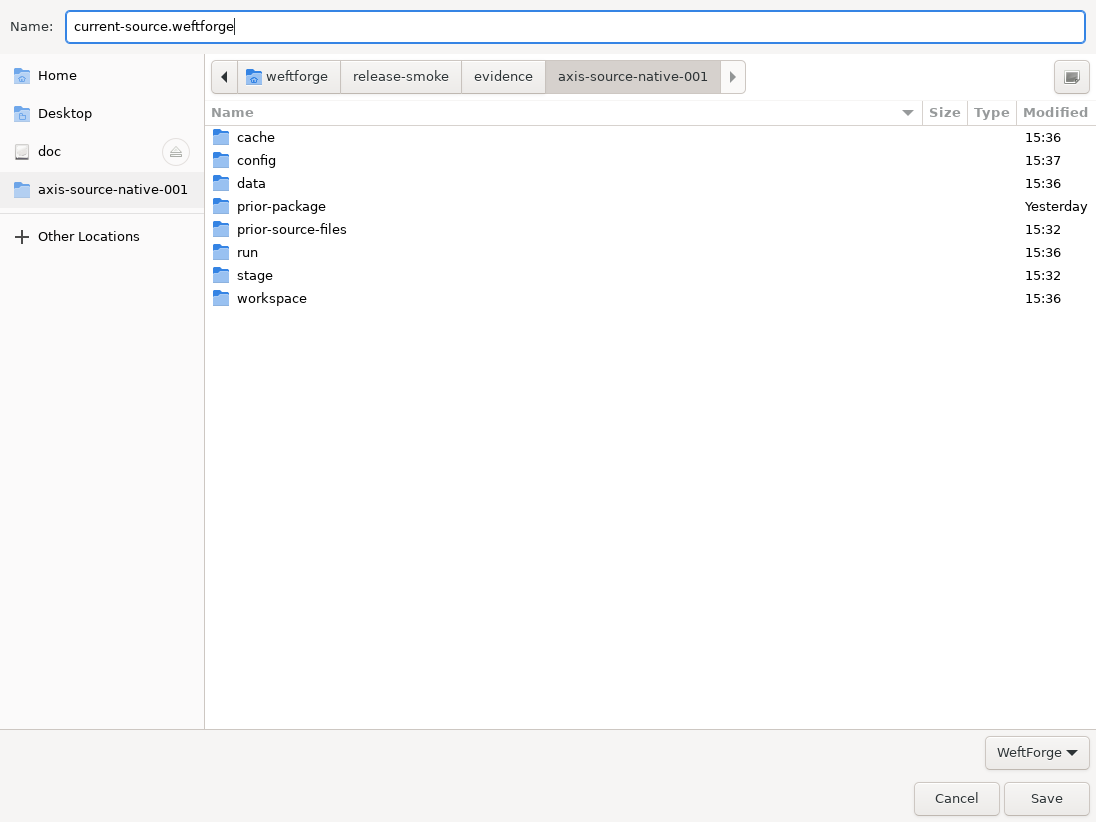 Name: current-source.weftforge
Home
Desktop
doc
axis-source-native-001
Other Locations
weftforge release-smoke evidence axis-source-native-001
Name Size Type Modified
cache 15:36
config 15:37
data 15:36
prior-package Yesterday
prior-source-files 15:32
run 15:36
stage 15:32
workspace 15:36
WeftForge
Cancel Save